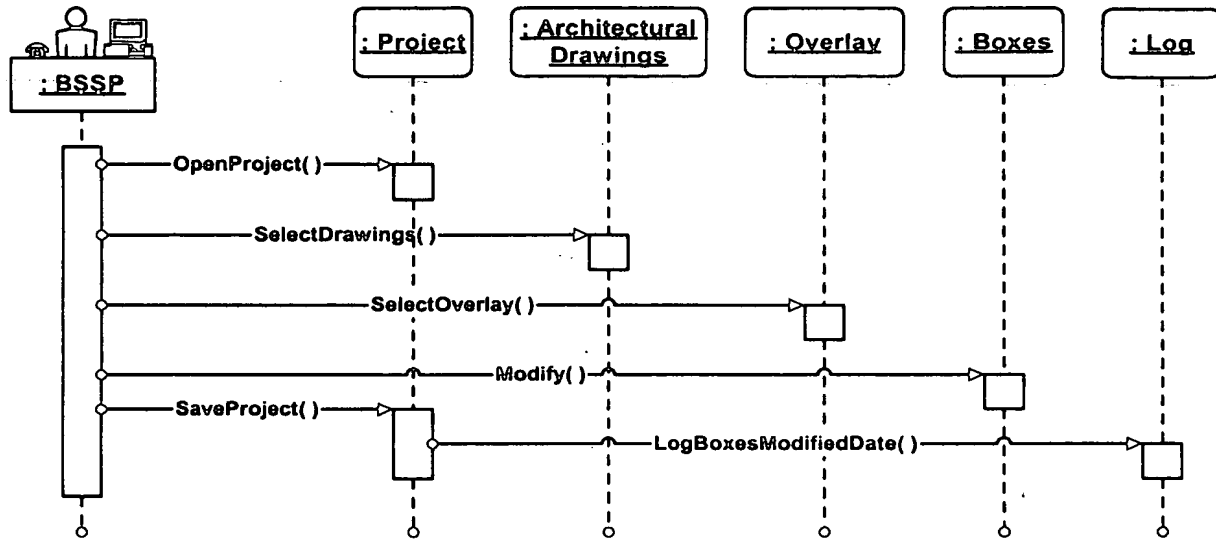 : BSSP
: Project
: Architectural
Drawings
: Overlay
: Boxes
: Log
OpenProject( )
SelectDrawings( )
SelectOverlay( )
Modify( )
SaveProject( )
LogBoxesModifiedDate( )